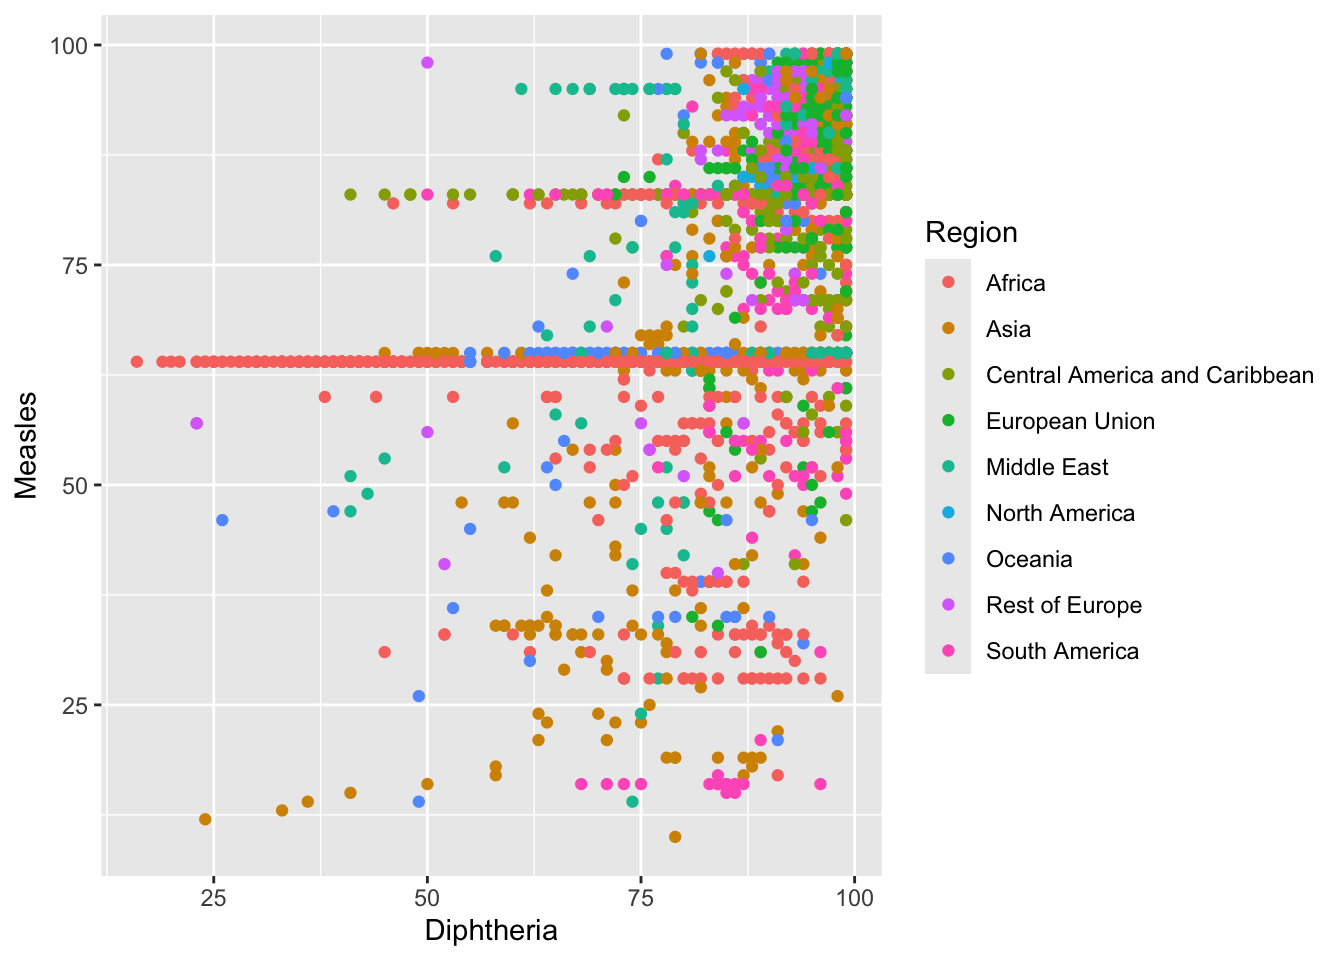 100
75
50
25
Measles
25 50 75 100
Diphtheria
Region
Africa
Asia
Central America and Caribbean
European Union
Middle East
North America
Oceania
Rest of Europe
South America